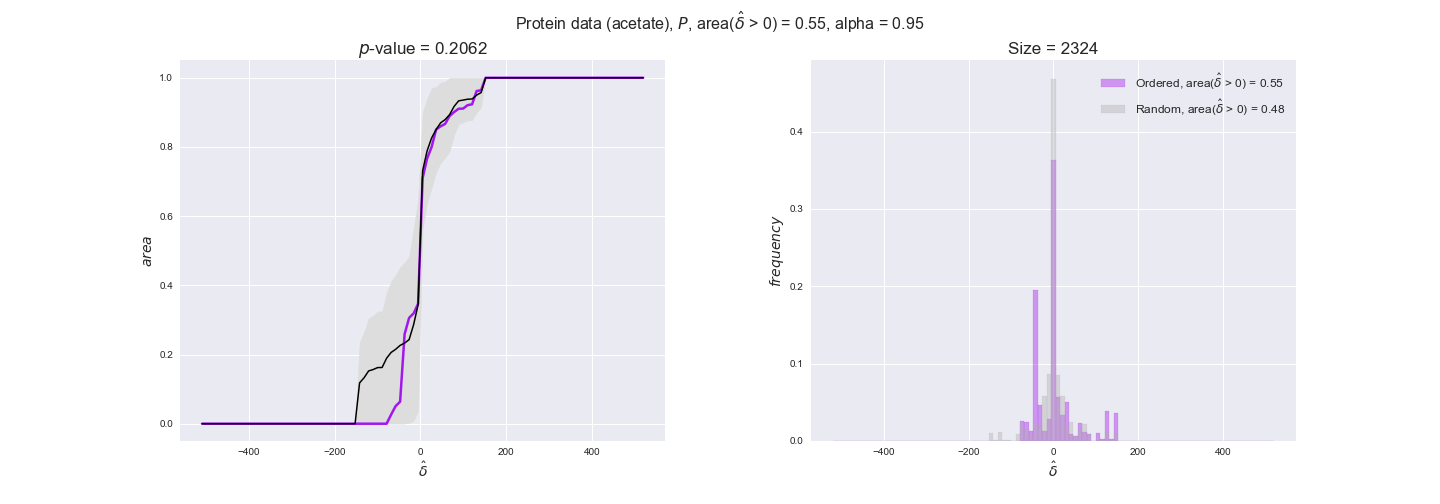 Protein data (acetate), P, area(δ̂ > 0) = 0.55, alpha = 0.95
p-value = 0.2062
1.0
0.8
0.6
0.4
0.2
0.0
area
−400
−200
0
200
400
δ̂
Size = 2324
Ordered, area(δ̂ > 0) = 0.55
Random, area(δ̂ > 0) = 0.48
0.4
0.3
0.2
0.1
0.0
frequency
−400
−200
0
200
400
δ̂